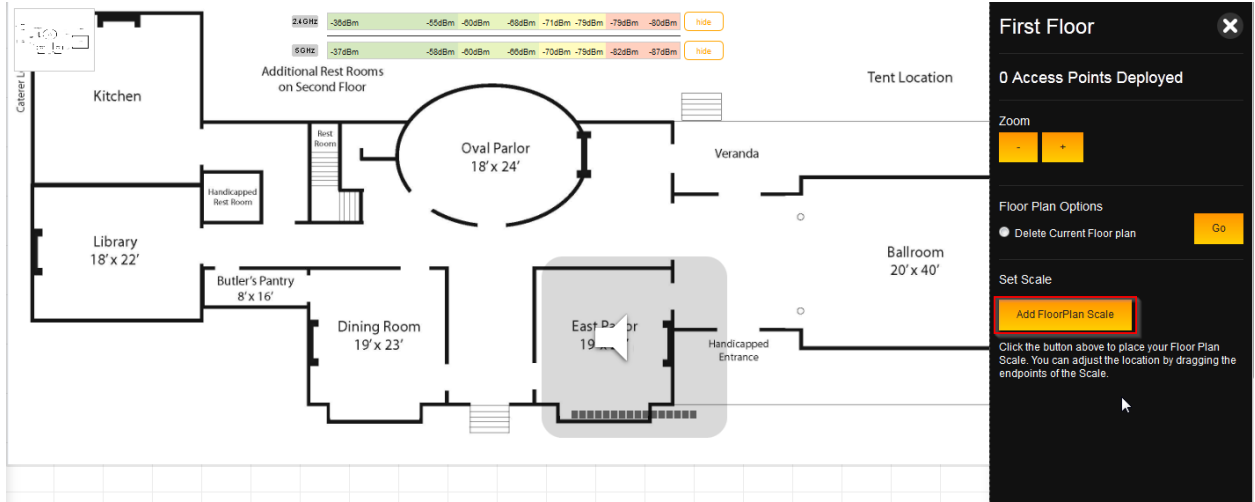 2.4GHz -36dBm -55dBm -60dBm -68dBm -71dBm -79dBm -79dBm -80dBm hide
5GHz -37dBm -58dBm -60dBm -66dBm -70dBm -79dBm -82dBm -87dBm hide
Additional Rest Rooms
on Second Floor
Tent Location
Caterer
Kitchen
Rest
Room
Oval Parlor
18' x 24'
Veranda
Handicapped
Rest Room
Library
18' x 22'
Butler's Pantry
8' x 16'
Ballroom
20' x 40'
Dining Room
19' x 23'
East
19
Handicapped
Entrance
First Floor
0 Access Points Deployed
Zoom
- +
Floor Plan Options
Delete Current Floor plan
Go
Set Scale
Add FloorPlan Scale
Click the button above to place your Floor Plan
Scale. You can adjust the location by dragging the
endpoints of the Scale.